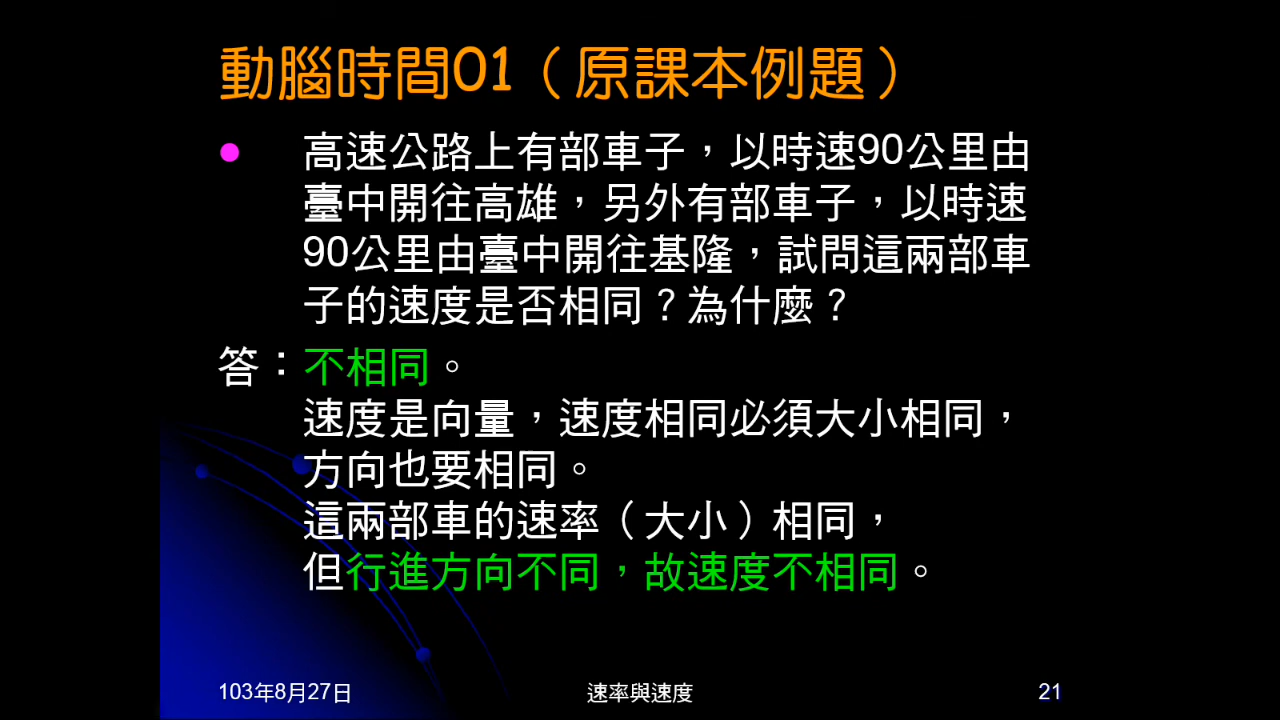 動腦時間01（原課本例題）
● 高速公路上有部車子，以時速90公里由
臺中開往高雄，另外有部車子，以時速
90公里由臺中開往基隆，試問這兩部車
子的速度是否相同？為什麼？
答：不相同。
速度是向量，速度相同必須大小相同，
方向也要相同。
這兩部車的速率（大小）相同，
但行進方向不同，故速度不相同。
103年8月27日
速率與速度
21